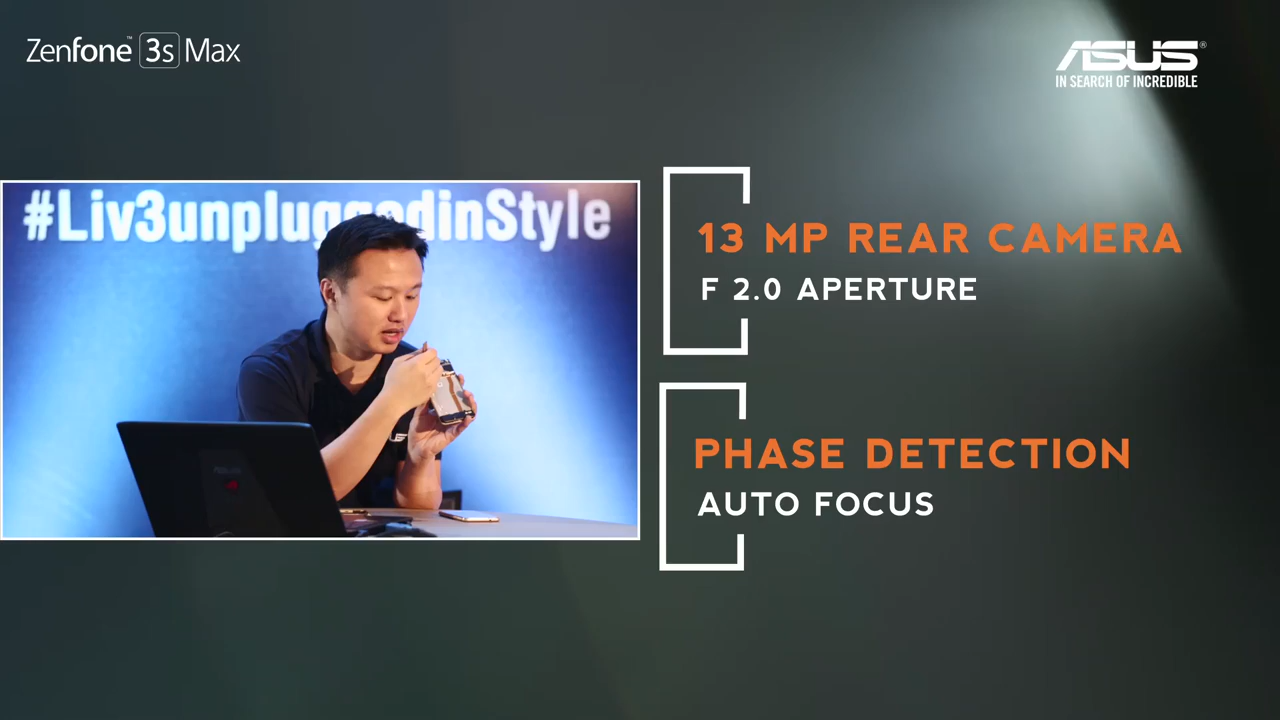 Zenfone™ 3s Max
ASUS®
IN SEARCH OF INCREDIBLE
#Liv3unpluggedinStyle
13 MP REAR CAMERA
F 2.0 APERTURE
PHASE DETECTION
AUTO FOCUS